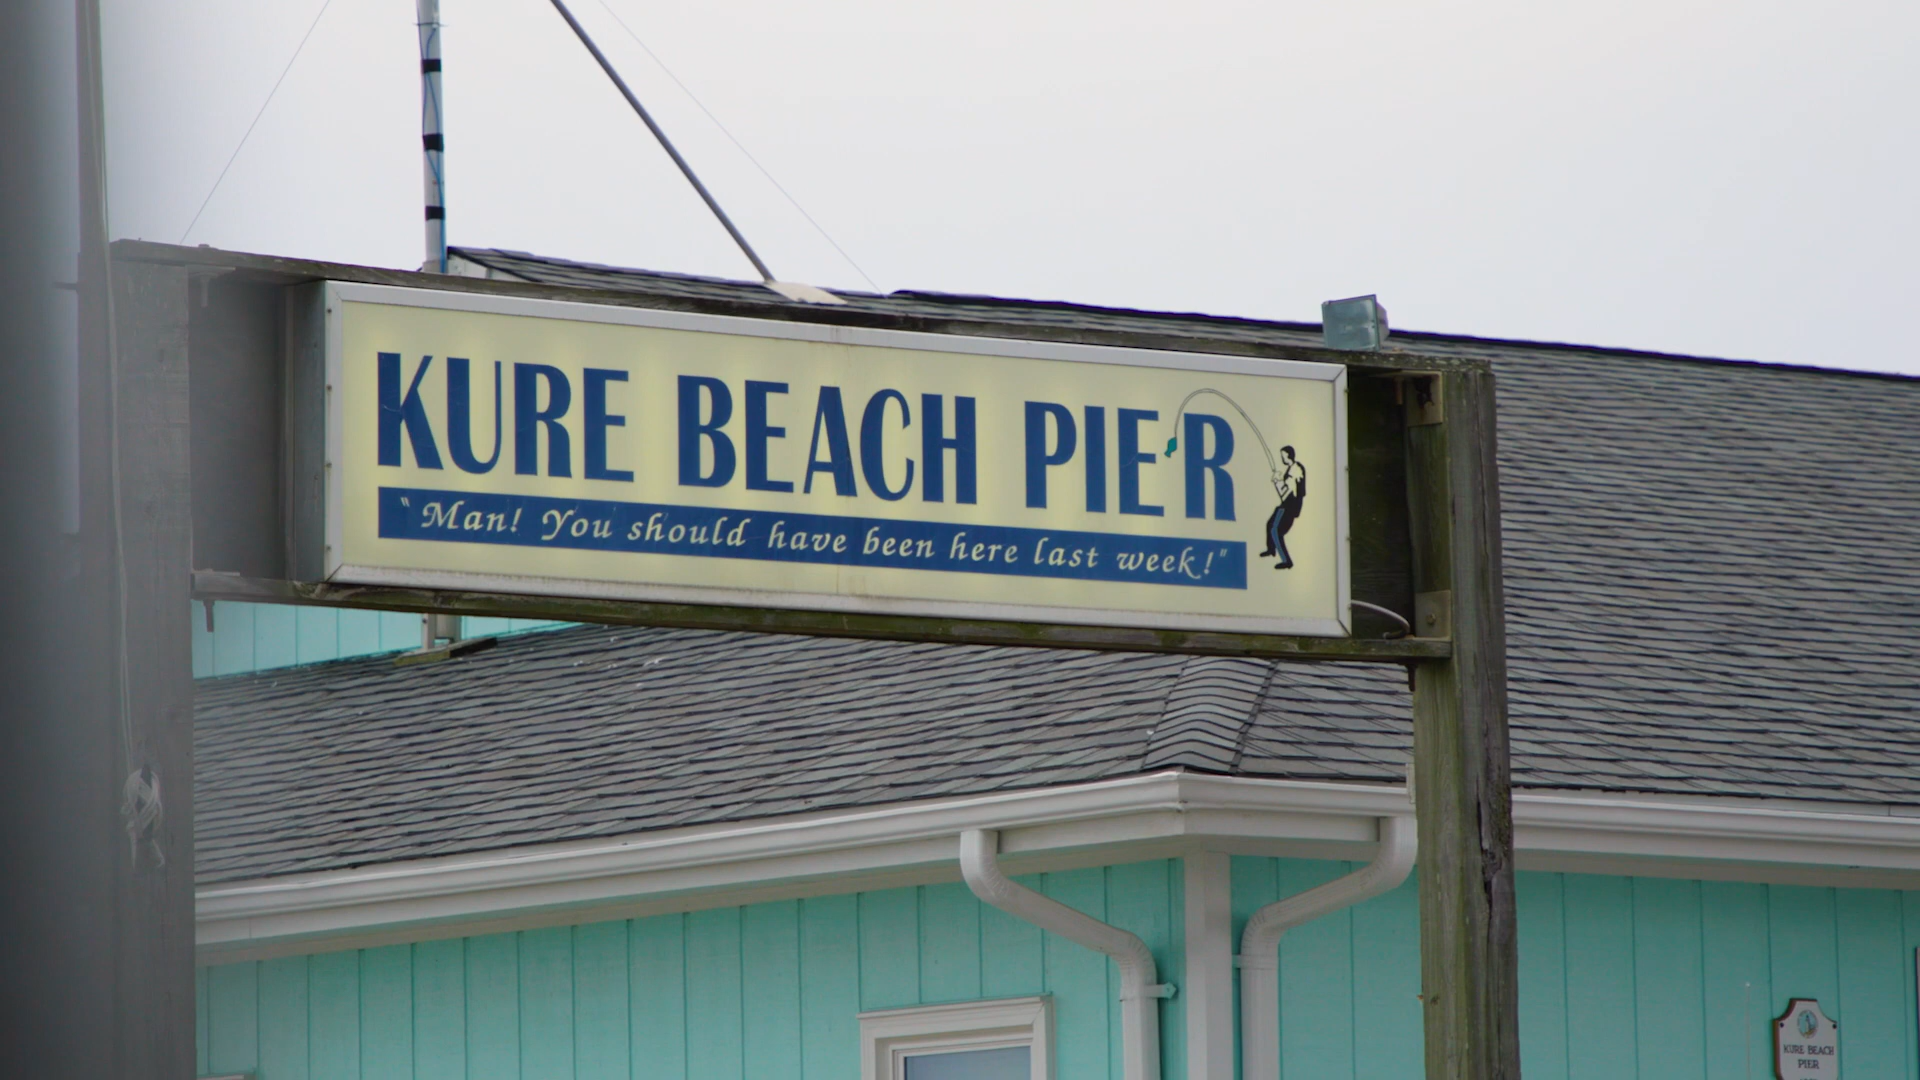 KURE BEACH PIER
"Man! You should have been here last week!"
KURE BEACH
PIER